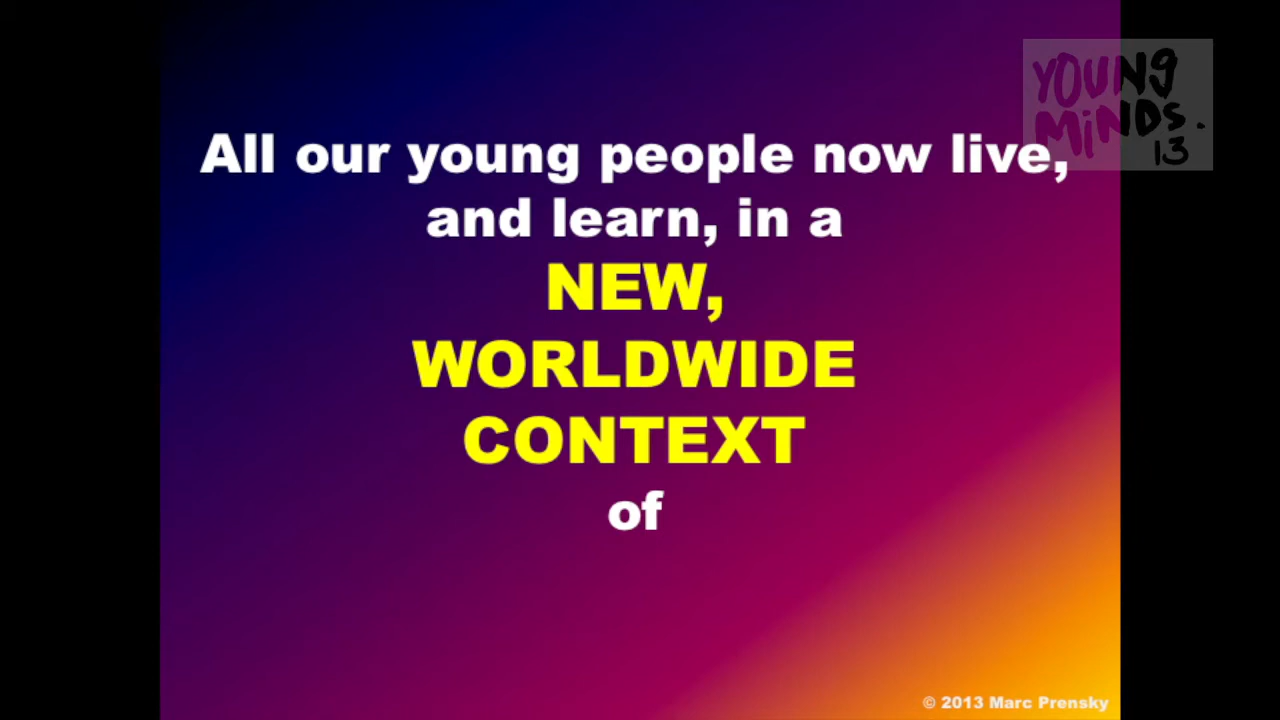 YOUNG
MINDS.
13
All our young people now live,
and learn, in a
NEW,
WORLDWIDE
CONTEXT
of
© 2013 Marc Prensky